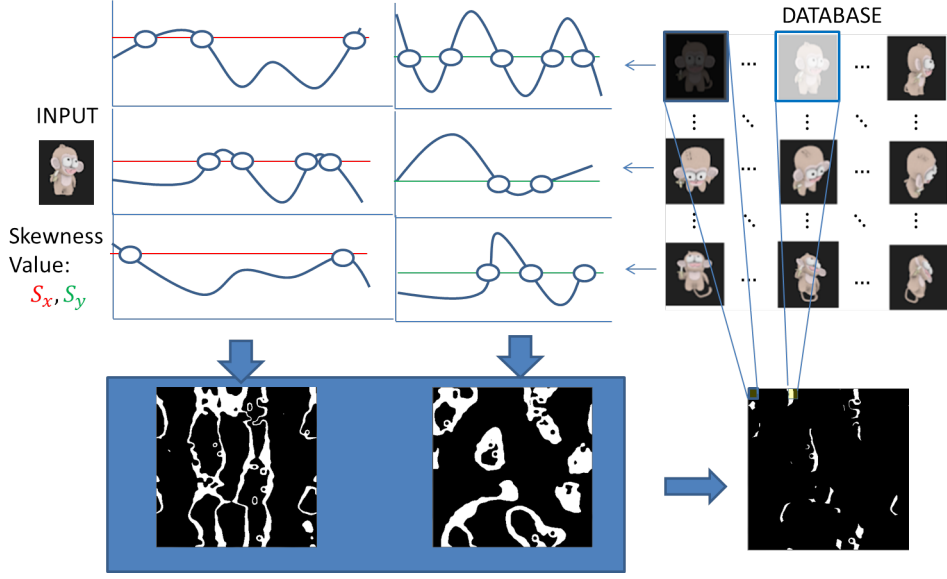 DATABASE
INPUT
Skewness
Value:
Sx, Sy